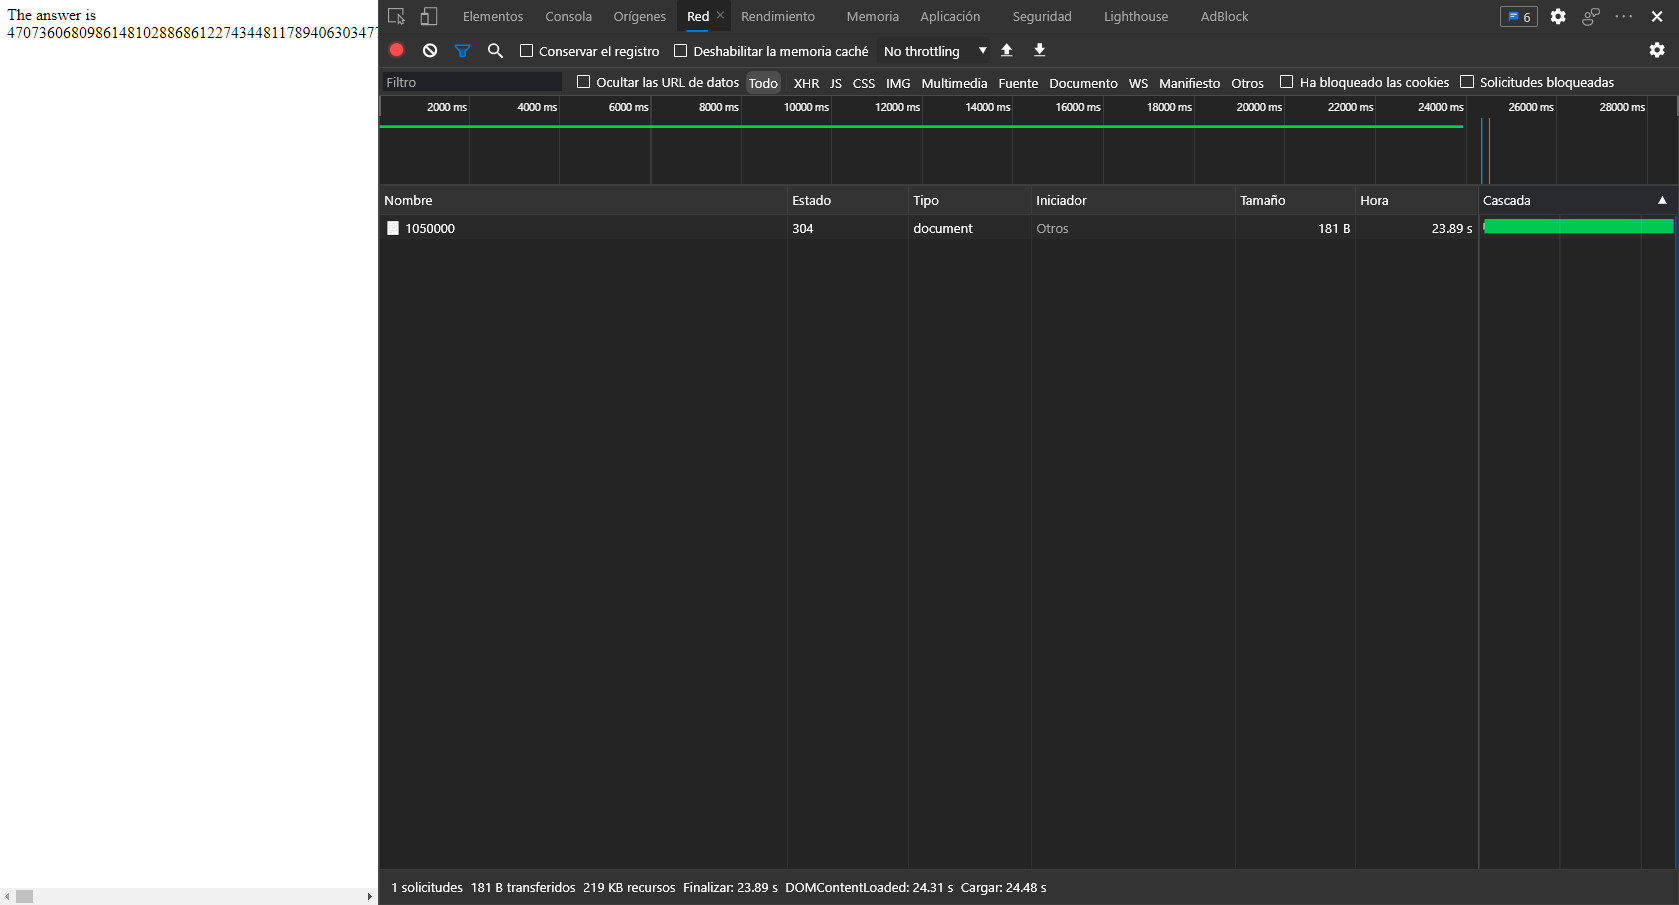 The answer is
4707360680986148102886861227434481178940630347
Elementos Consola Orígenes Red Rendimiento Memoria Aplicación Seguridad Lighthouse AdBlock 6
Conservar el registro Deshabilitar la memoria caché No throttling
Filtro Ocultar las URL de datos Todo XHR JS CSS IMG Multimedia Fuente Documento WS Manifiesto Otros Ha bloqueado las cookies Solicitudes bloqueadas
2000 ms 4000 ms 6000 ms 8000 ms 10000 ms 12000 ms 14000 ms 16000 ms 18000 ms 20000 ms 22000 ms 24000 ms 26000 ms 28000 ms
Nombre Estado Tipo Iniciador Tamaño Hora Cascada
1050000 304 document Otros 181 B 23.89 s
1 solicitudes 181 B transferidos 219 KB recursos Finalizar: 23.89 s DOMContentLoaded: 24.31 s Cargar: 24.48 s